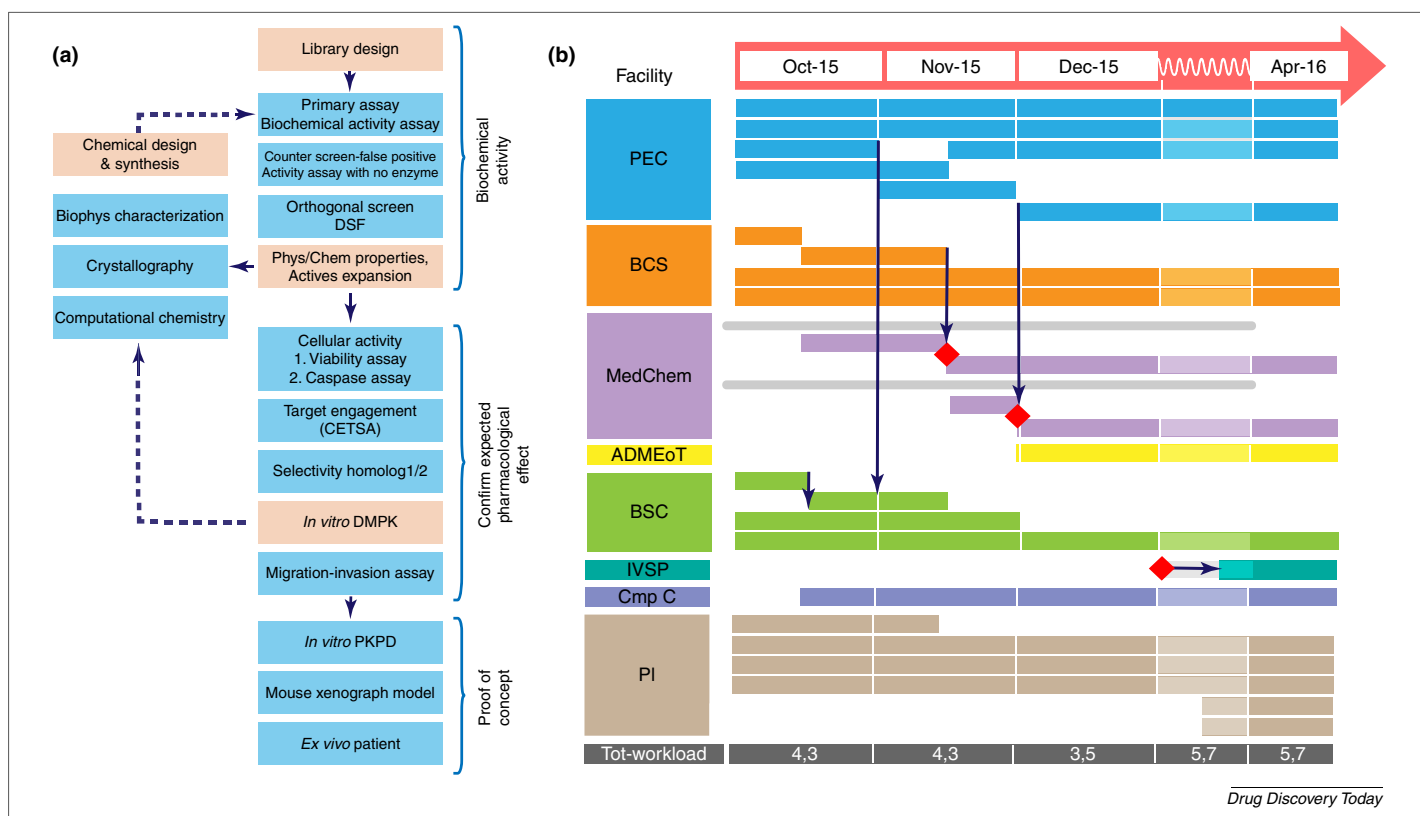 (a)
Library design
Primary assay
Biochemical activity assay
Counter screen-false positive
Activity assay with no enzyme
Orthogonal screen
DSF
Phys/Chem properties,
Actives expansion
Biochemical
activity
Chemical design
& synthesis
Biophys characterization
Crystallography
Computational chemistry
Cellular activity
1. Viability assay
2. Caspase assay
Target engagement
(CETSA)
Selectivity homolog1/2
In vitro DMPK
Migration-invasion assay
Confirm expected
pharmacological
effect
In vitro PKPD
Mouse xenograph model
Ex vivo patient
Proof of
concept
(b)
Facility
Oct-15
Nov-15
Dec-15
Apr-16
PEC
BCS
MedChem
ADMEoT
BSC
IVSP
Cmp C
PI
Tot-workload
4,3
4,3
3,5
5,7
5,7
Drug Discovery Today